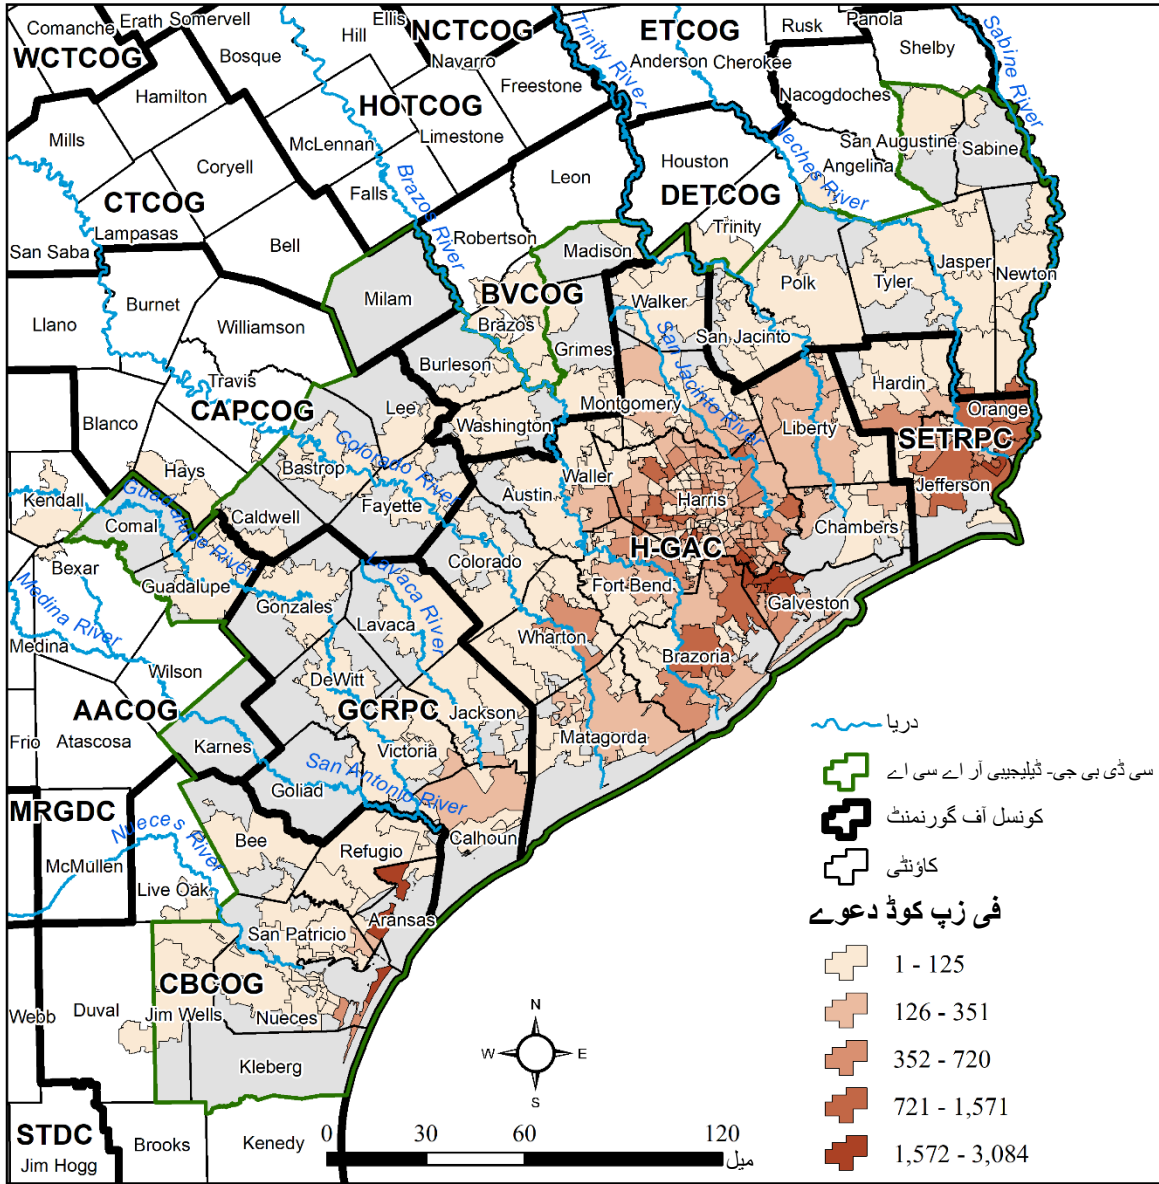 Comanche
Erath
Somervell
Ellis
Hill
NCTCOG
Navarro
Trinity River
ETCOG
Anderson
Cherokee
Rusk
Panola
Shelby
Sabine River
WCTCOG
Bosque
Hamilton
HOTCOG
Freestone
Limestone
McLennan
Nacogdoches
Neches River
San Augustine
Sabine
Angelina
Mills
Coryell
Falls
Brazos River
Leon
Houston
DETCOG
Trinity
CTCOG
Lampasas
Bell
San Saba
Robertson
Madison
Burnet
Milam
BVCOG
Brazos
Walker
Polk
Tyler
Jasper
Newton
Llano
Williamson
Burleson
Grimes
San Jacinto
San Jacinto River
Travis
Lee
Montgomery
Hardin
Orange
Blanco
CAPCOG
Washington
Liberty
SETRPC
Colorado River
Hays
Bastrop
Waller
Harris
Jefferson
Kendall
Guadalupe River
Caldwell
Fayette
Austin
Chambers
Comal
H-GAC
Bexar
Guadalupe
Lavaca River
Colorado
Fort Bend
Galveston
Medina River
Gonzales
Lavaca
Medina
Wharton
Brazoria
Wilson
DeWitt
AACOG
GCRPC
Jackson
Frio
Atascosa
Karnes
Victoria
Matagorda
San Antonio River
Goliad
MRGDC
Nueces River
Bee
Refugio
Calhoun
McMullen
Live Oak
Aransas
San Patricio
CBCOG
Webb
Duval
Jim Wells
Nueces
Kleberg
STDC
Jim Hogg
Brooks
Kenedy
N
W
E
S
0 30 60 120
میل
دریا
سی ڈی بی جی- ڈیلیجیبی آر اے سی اے
کونسل آف گورنمنٹ
کاؤنٹی
فی زپ کوڈ دعوے
1 - 125
126 - 351
352 - 720
721 - 1,571
1,572 - 3,084